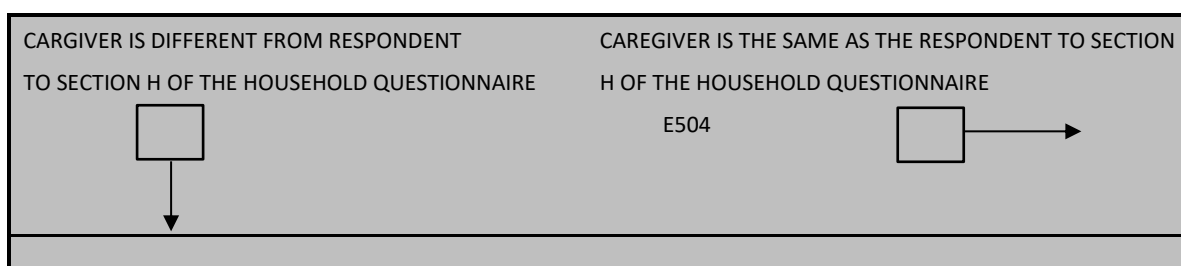 CARGIVER IS DIFFERENT FROM RESPONDENT
TO SECTION H OF THE HOUSEHOLD QUESTIONNAIRE
CAREGIVER IS THE SAME AS THE RESPONDENT TO SECTION
H OF THE HOUSEHOLD QUESTIONNAIRE
E504